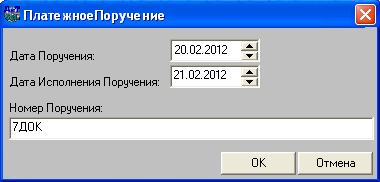 ПлатежноеПоручение
Дата Поручения: 20.02.2012
Дата Исполнения Поручения: 21.02.2012
Номер Поручения:
7ДОК
OK Отмена